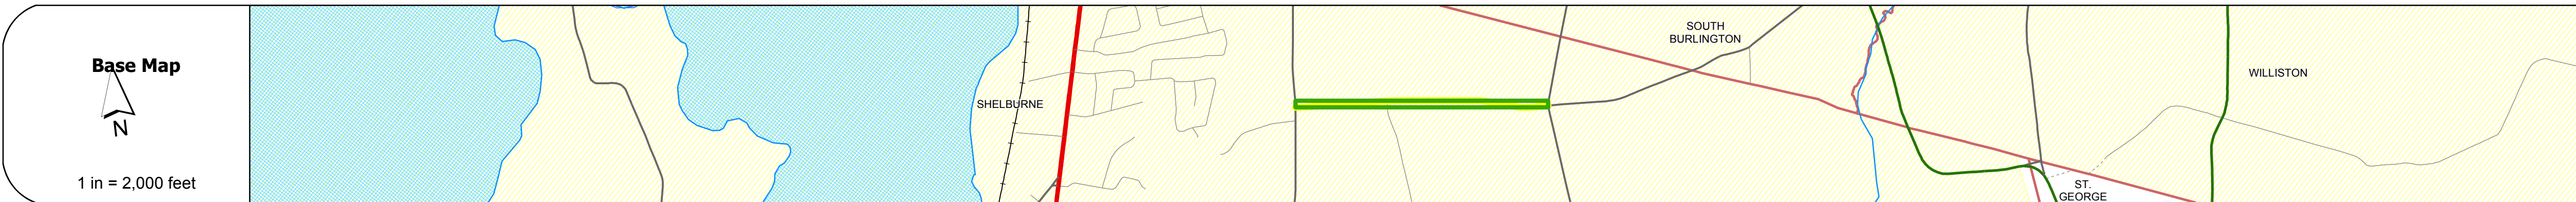 Base Map
N
1 in = 2,000 feet
SHELBURNE
SOUTH
BURLINGTON
WILLISTON
ST.
GEORGE